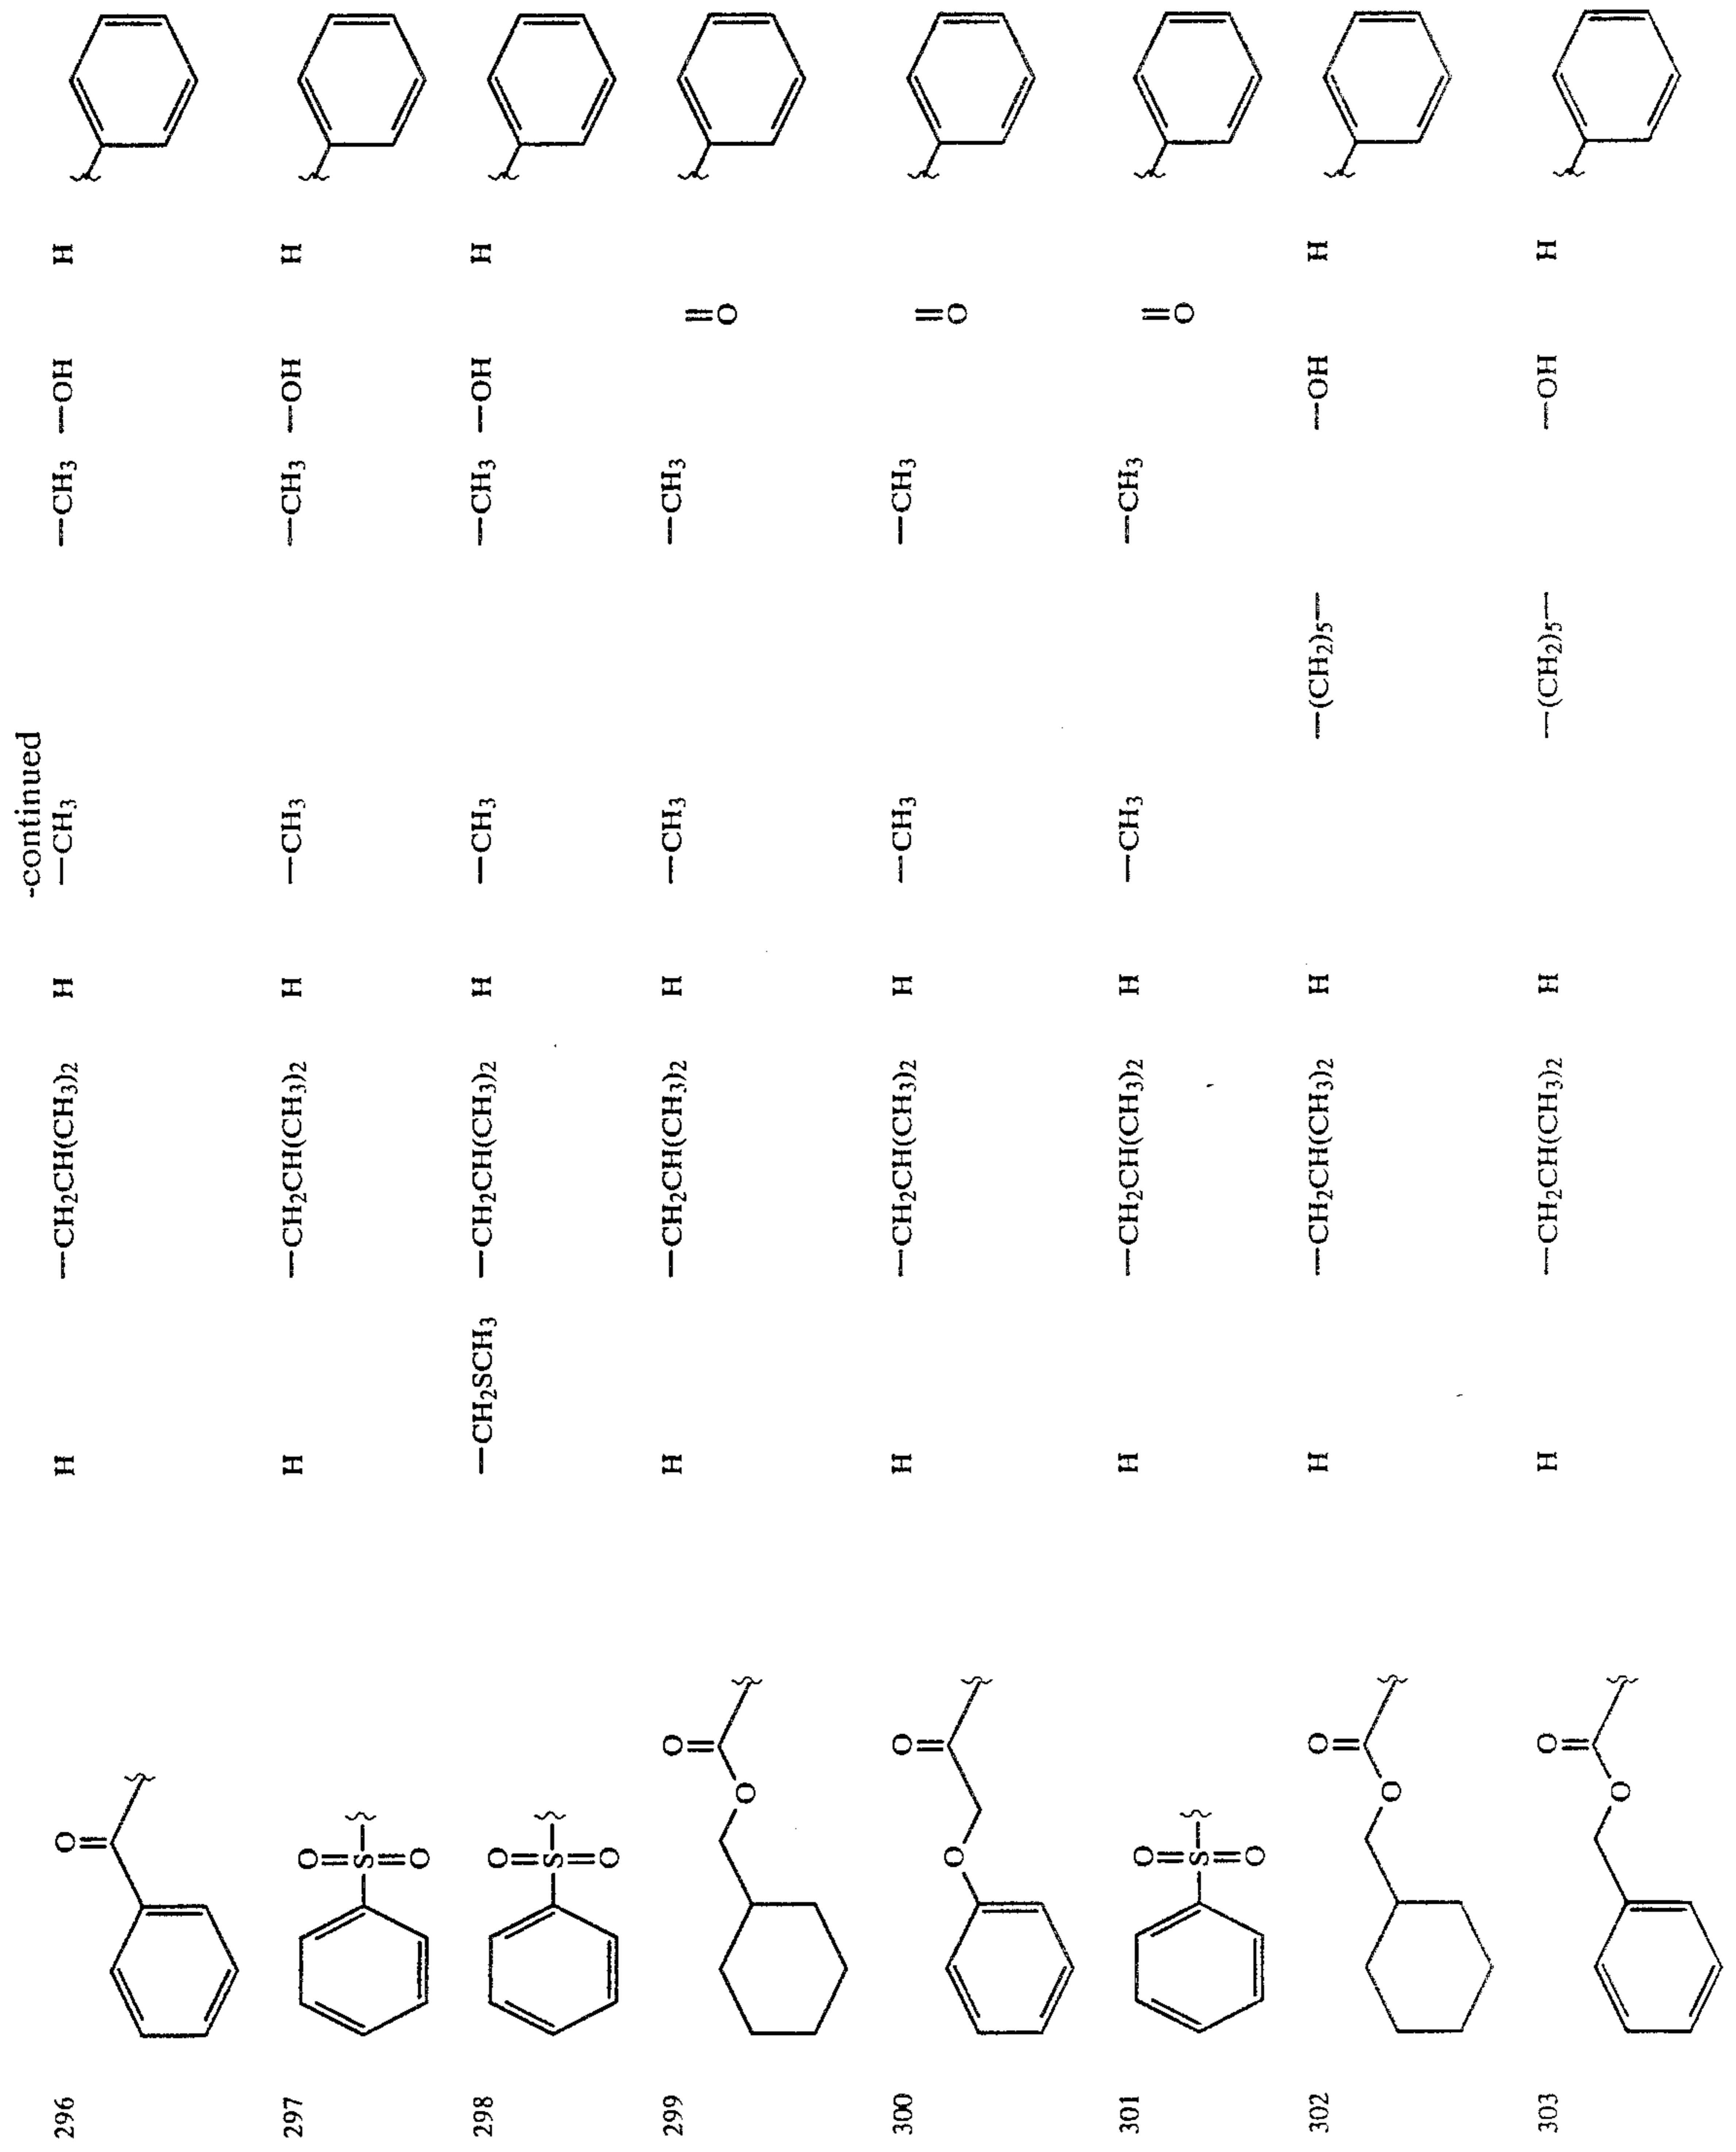 -continued
296 O H —CH2CH(CH3)2 H —CH3 —CH3 —OH H
297 O=S=O H —CH2CH(CH3)2 H —CH3 —CH3 —OH H
298 O=S=O —CH2SCH3 —CH2CH(CH3)2 H —CH3 —CH3 —OH H
299 O O H —CH2CH(CH3)2 H —CH3 —CH3 =O
300 O O H —CH2CH(CH3)2 H —CH3 —CH3 =O
301 O=S=O H —CH2CH(CH3)2 H —CH3 —CH3 =O
302 O O H —CH2CH(CH3)2 H —(CH2)5— —OH H
303 O O H —CH2CH(CH3)2 H —(CH2)5— —OH H